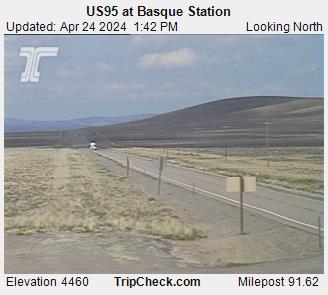 US95 at Basque Station
Updated: Apr 24 2024 1:42 PM Looking North
Elevation 4460 TripCheck.com Milepost 91.62